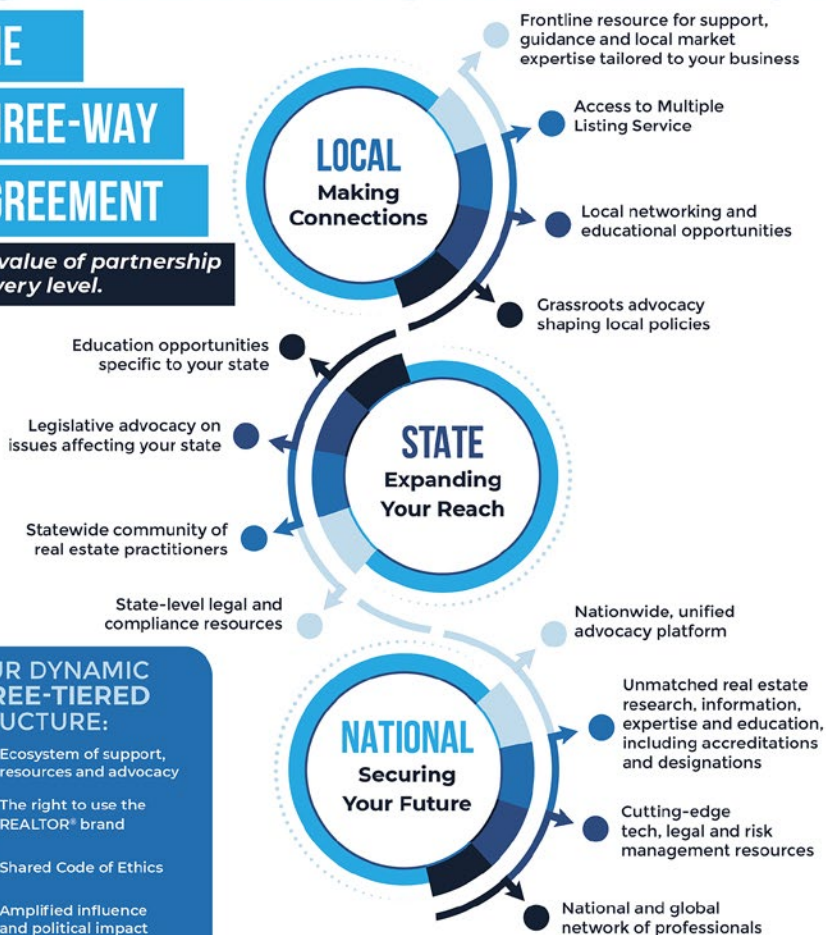 HE
HREE-WAY
GREEMENT
value of partnership
very level.
LOCAL
Making
Connections
Frontline resource for support,
guidance and local market
expertise tailored to your business
Access to Multiple
Listing Service
Local networking and
educational opportunities
Grassroots advocacy
shaping local policies
STATE
Expanding
Your Reach
Education opportunities
specific to your state
Legislative advocacy on
issues affecting your state
Statewide community of
real estate practitioners
State-level legal and
compliance resources
NATIONAL
Securing
Your Future
Nationwide, unified
advocacy platform
Unmatched real estate
research, information,
expertise and education,
including accreditations
and designations
Cutting-edge
tech, legal and risk
management resources
National and global
network of professionals
UR DYNAMIC
REE-TIERED
UCTURE:
Ecosystem of support,
resources and advocacy
The right to use the
REALTOR® brand
Shared Code of Ethics
Amplified influence
and political impact